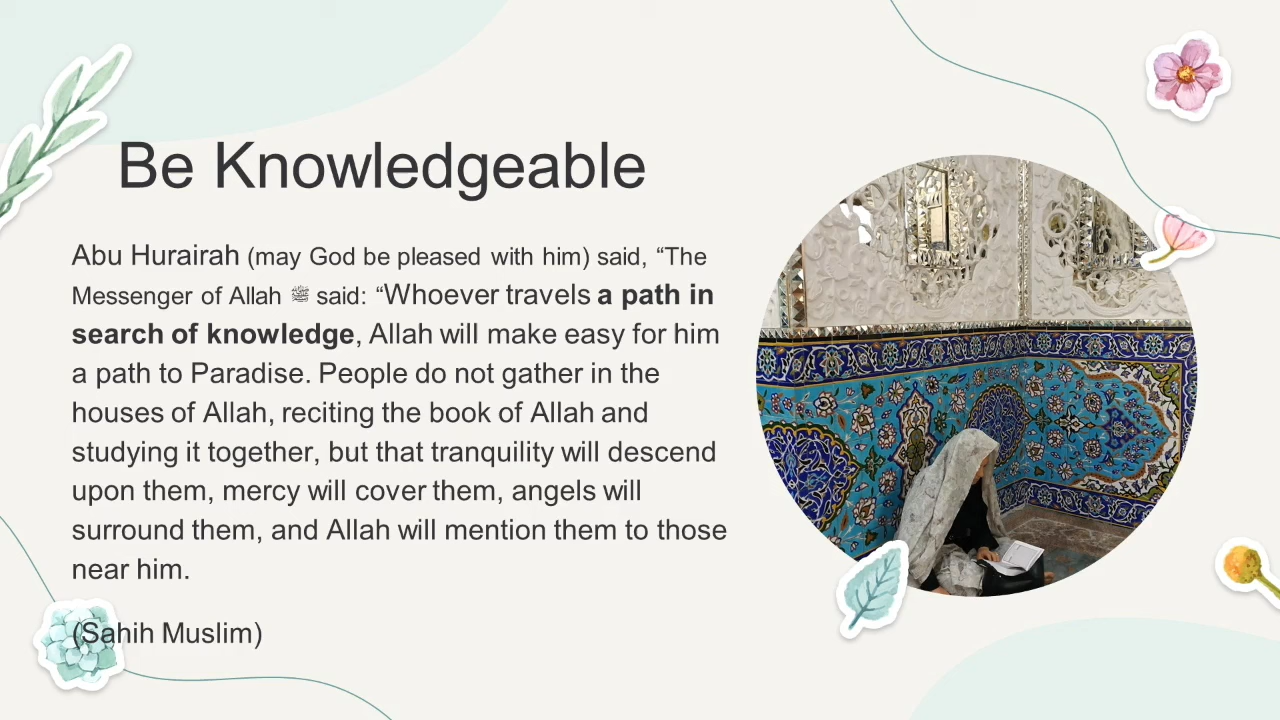 Be Knowledgeable
Abu Hurairah (may God be pleased with him) said, “The
Messenger of Allah ﷺ said: “Whoever travels a path in
search of knowledge, Allah will make easy for him
a path to Paradise. People do not gather in the
houses of Allah, reciting the book of Allah and
studying it together, but that tranquility will descend
upon them, mercy will cover them, angels will
surround them, and Allah will mention them to those
near him.
(Sahih Muslim)